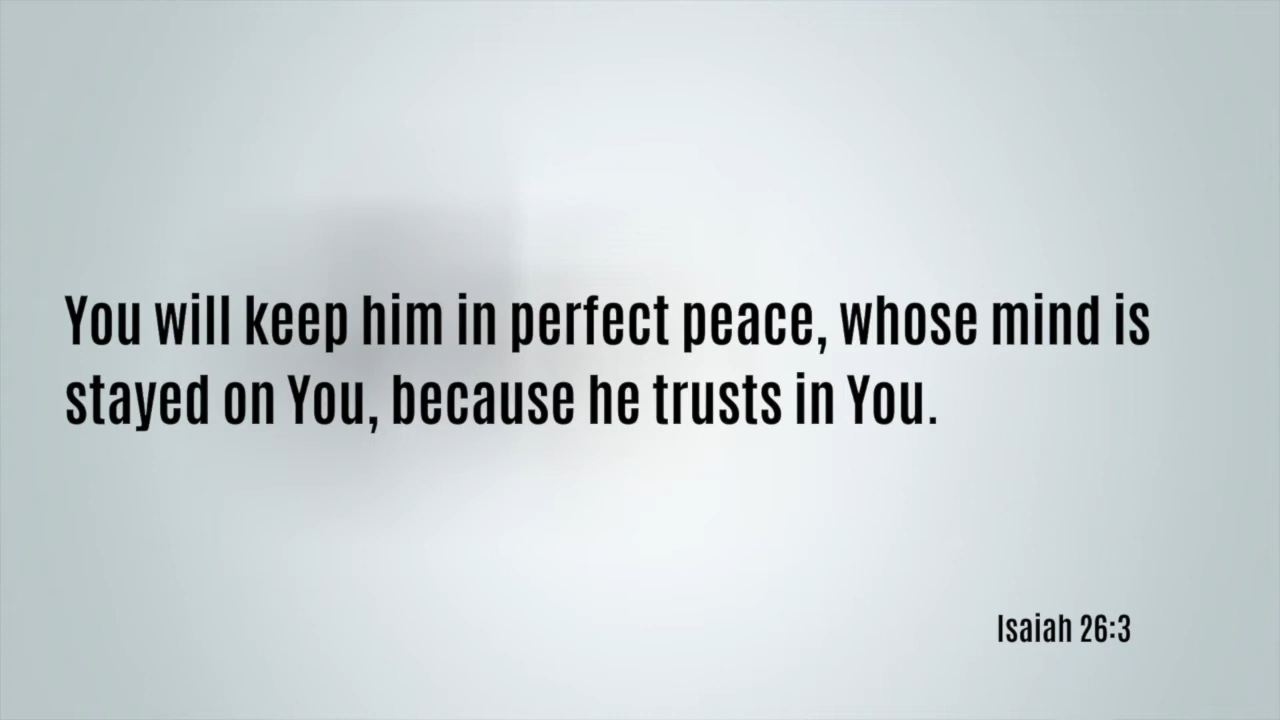 You will keep him in perfect peace, whose mind is
stayed on You, because he trusts in You.
Isaiah 26:3